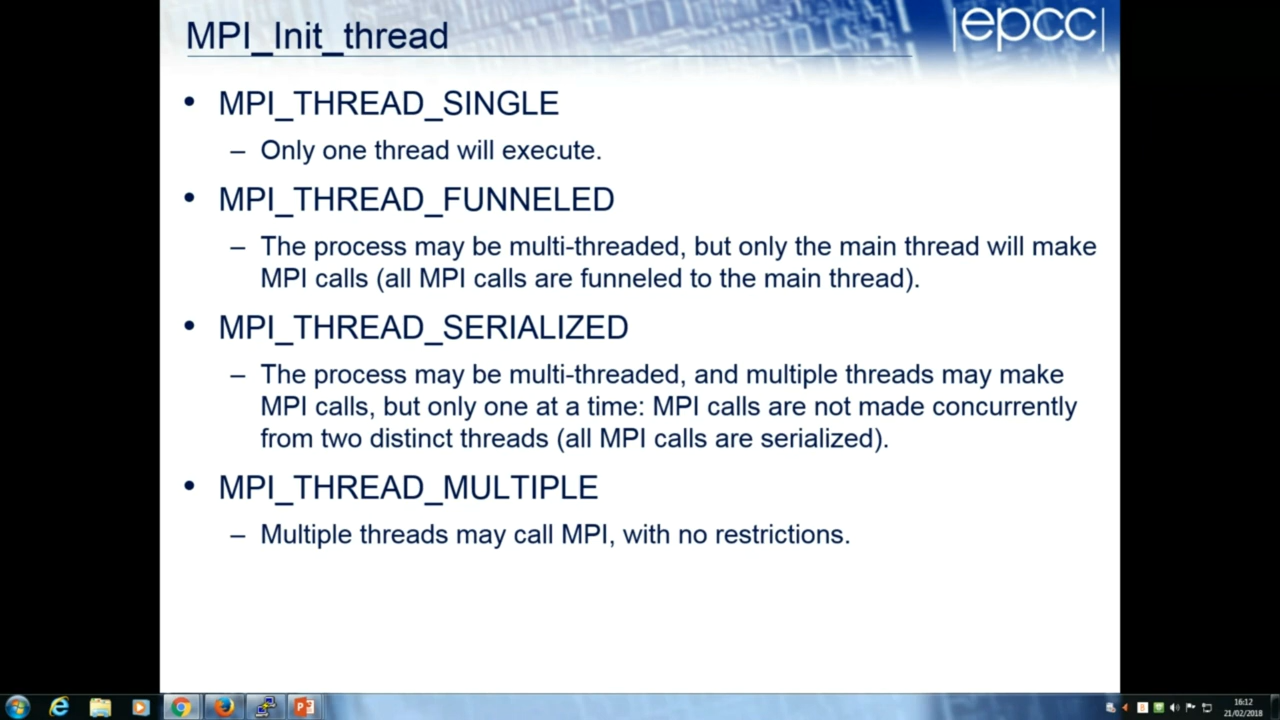 MPI_Init_thread
|epcc|
• MPI_THREAD_SINGLE
– Only one thread will execute.
• MPI_THREAD_FUNNELED
– The process may be multi-threaded, but only the main thread will make
MPI calls (all MPI calls are funneled to the main thread).
• MPI_THREAD_SERIALIZED
– The process may be multi-threaded, and multiple threads may make
MPI calls, but only one at a time: MPI calls are not made concurrently
from two distinct threads (all MPI calls are serialized).
• MPI_THREAD_MULTIPLE
– Multiple threads may call MPI, with no restrictions.
16:12
21/02/2018